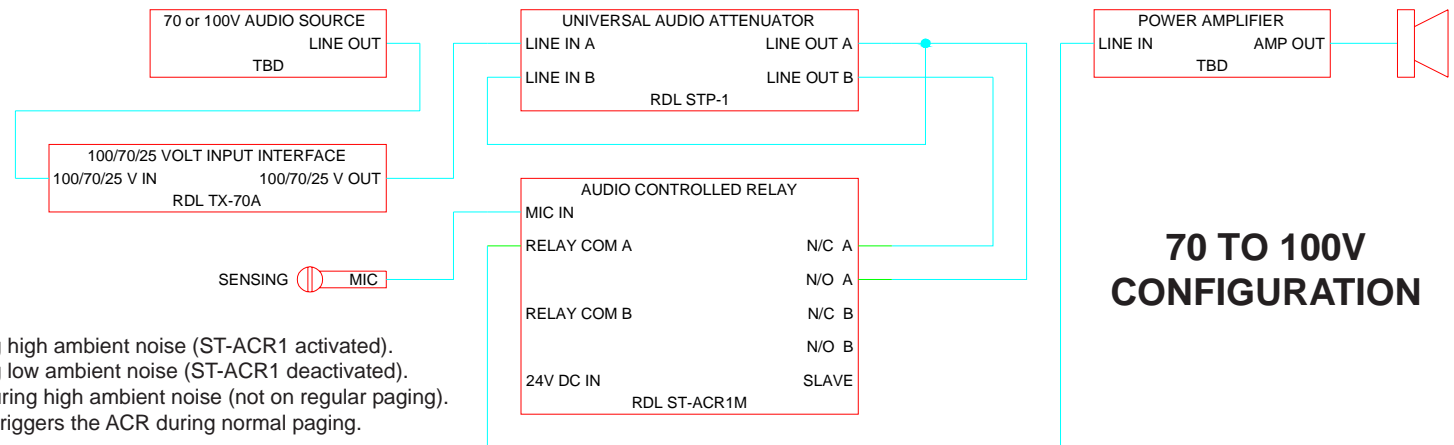 70 or 100V AUDIO SOURCE
LINE OUT
TBD
UNIVERSAL AUDIO ATTENUATOR
LINE IN A LINE OUT A
LINE IN B LINE OUT B
RDL STP-1
POWER AMPLIFIER
LINE IN AMP OUT
TBD
100/70/25 VOLT INPUT INTERFACE
100/70/25 V IN 100/70/25 V OUT
RDL TX-70A
AUDIO CONTROLLED RELAY
MIC IN
RELAY COM A N/C A
SENSING MIC
N/O A
RELAY COM B N/C B
N/O B
24V DC IN SLAVE
RDL ST-ACR1M
70 TO 100V
CONFIGURATION
high ambient noise (ST-ACR1 activated).
low ambient noise (ST-ACR1 deactivated).
uring high ambient noise (not on regular paging).
riggers the ACR during normal paging.